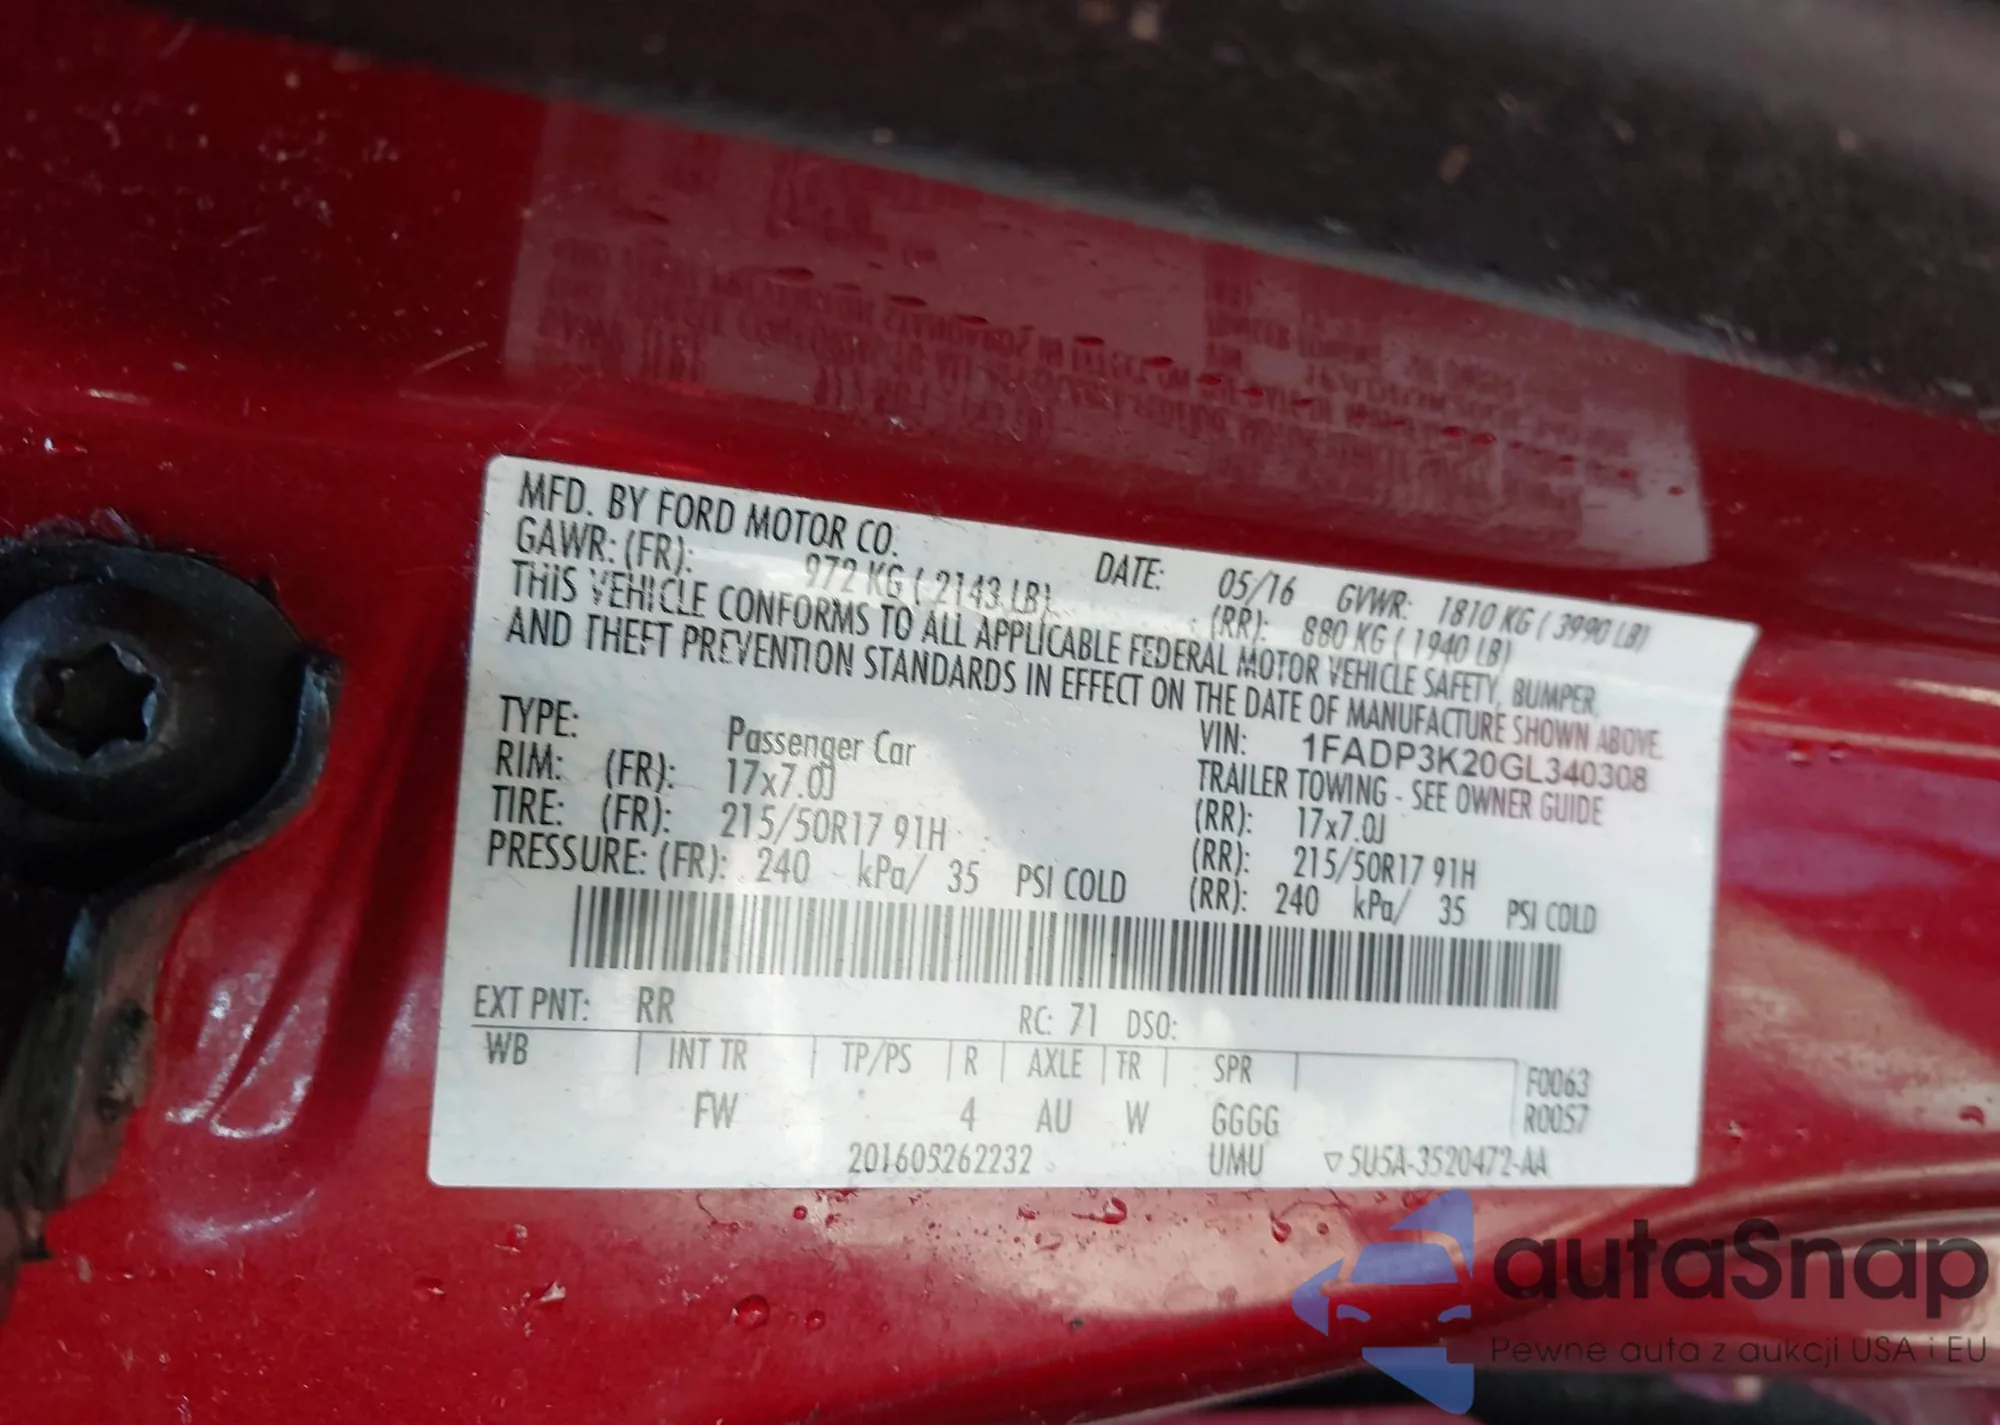 MFD. BY FORD MOTOR CO. DATE: 05/16 GVWR: 1810 KG ( 3990 LB)
GAWR: (FR): 972 KG ( 2143 LB) (RR): 880 KG ( 1940 LB)
THIS VEHICLE CONFORMS TO ALL APPLICABLE FEDERAL MOTOR VEHICLE SAFETY, BUMPER,
AND THEFT PREVENTION STANDARDS IN EFFECT ON THE DATE OF MANUFACTURE SHOWN ABOVE.
VIN: 1FADP3K20GL340308
TYPE: Passenger Car TRAILER TOWING - SEE OWNER GUIDE
RIM: (FR): 17x7.0J (RR): 17x7.0J
TIRE: (FR): 215/50R17 91H (RR): 215/50R17 91H
PRESSURE: (FR): 240 kPa/ 35 PSI COLD (RR): 240 kPa/ 35 PSI COLD
EXT PNT: RR RC: 71 DSO:
WB INT TR TP/PS R AXLE TR SPR F0063
FW 4 AU W GGGG R0057
201605262232 UMU ▽5U5A-3520472-AA
autaSnap
Pewne auta z aukcji USA i EU